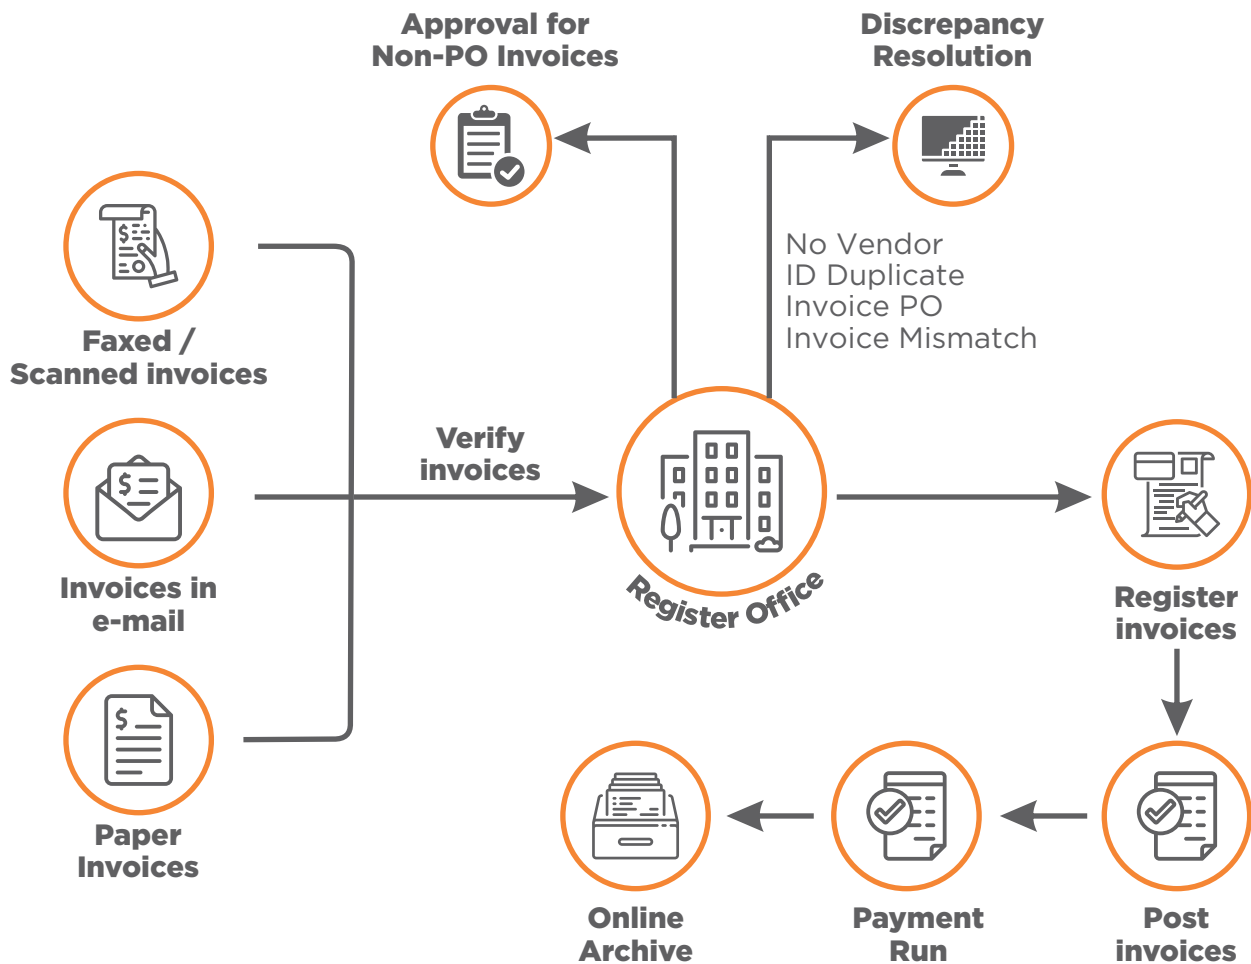 Approval for
Non-PO Invoices
Discrepancy
Resolution
No Vendor
ID Duplicate
Invoice PO
Invoice Mismatch
$
Faxed /
Scanned invoices
Verify
invoices
$
Invoices in
e-mail
Register Office
Register
invoices
$
Paper
Invoices
Online
Archive
Payment
Run
Post
invoices